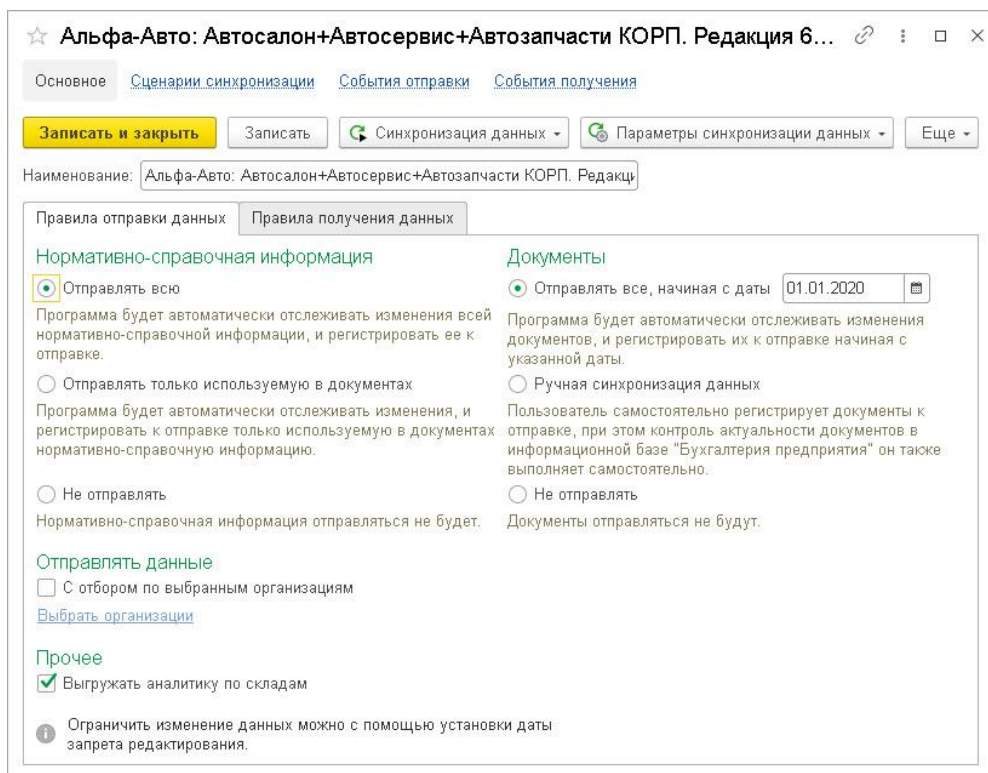 Альфа-Авто: Автосалон+Автосервис+Автозапчасти КОРП. Редакция 6...
Основное Сценарии синхронизации События отправки События получения
Записать и закрыть Записать Синхронизация данных Параметры синхронизации данных Еще
Наименование: Альфа-Авто: Автосалон+Автосервис+Автозапчасти КОРП. Редакци
Правила отправки данных Правила получения данных
Нормативно-справочная информация
Отправлять всю
Программа будет автоматически отслеживать изменения всей
нормативно-справочной информации, и регистрировать ее к
отправке.
Отправлять только используемую в документах
Программа будет автоматически отслеживать изменения, и
регистрировать к отправке только используемую в документах
нормативно-справочную информацию.
Не отправлять
Нормативно-справочная информация отправляться не будет.
Документы
Отправлять все, начиная с даты 01.01.2020
Программа будет автоматически отслеживать изменения
документов, и регистрировать их к отправке начиная с
указанной даты.
Ручная синхронизация данных
Пользователь самостоятельно регистрирует документы к
отправке, при этом контроль актуальности документов в
информационной базе "Бухгалтерия предприятия" он также
выполняет самостоятельно.
Не отправлять
Документы отправляться не будут.
Отправлять данные
С отбором по выбранным организациям
Выбрать организации
Прочее
Выгружать аналитику по складам
Ограничить изменение данных можно с помощью установки даты
запрета редактирования.